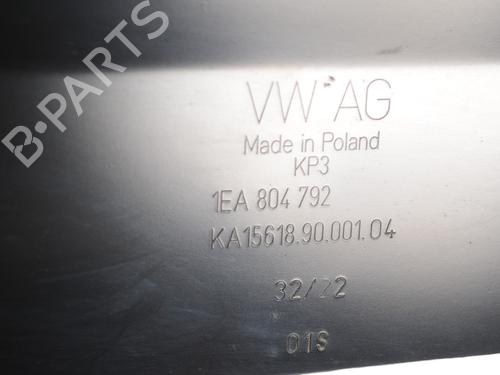 VW AG
Made in Poland
KP3
1EA 804 792
KA15618.90.001.04
32/22
01S
B-PARTS